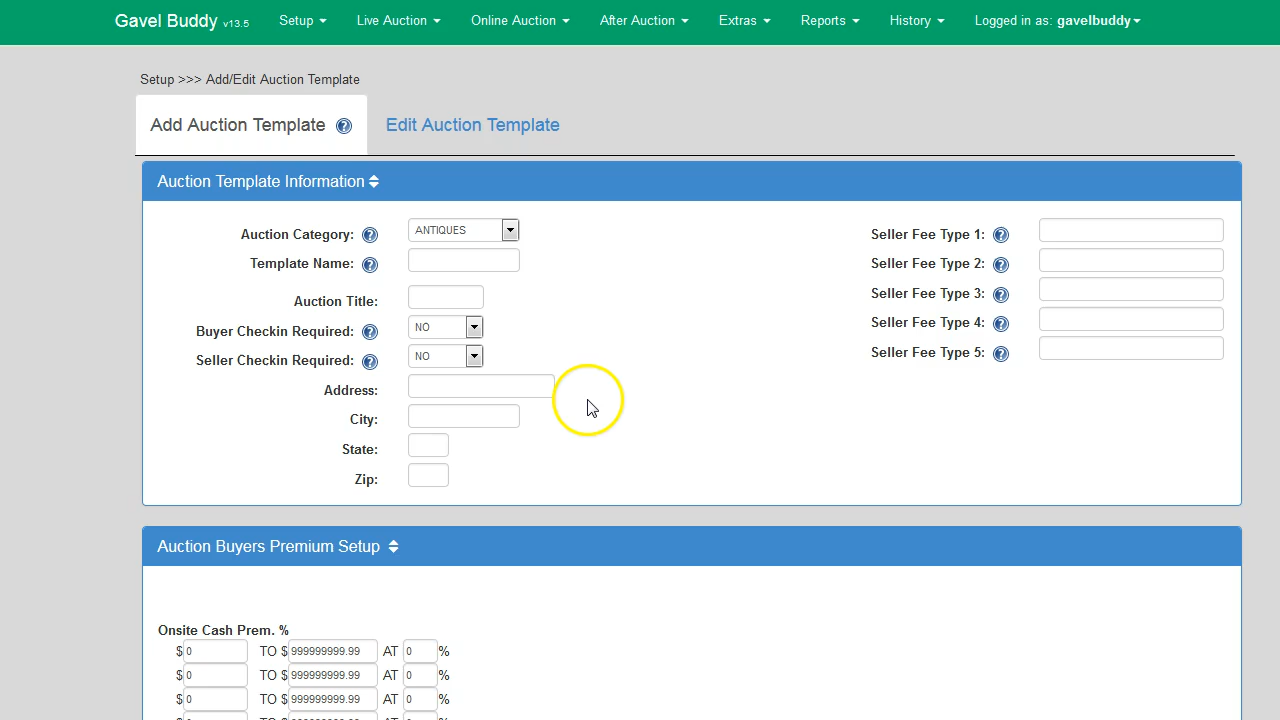 Gavel Buddy v13.5 Setup Live Auction Online Auction After Auction Extras Reports History Logged in as: gavelbuddy
Setup >>> Add/Edit Auction Template
Add Auction Template ? Edit Auction Template
Auction Template Information
Auction Category: ? ANTIQUES
Template Name: ?
Auction Title:
Buyer Checkin Required: ? NO
Seller Checkin Required: ? NO
Address:
City:
State:
Zip:
Seller Fee Type 1: ?
Seller Fee Type 2: ?
Seller Fee Type 3: ?
Seller Fee Type 4: ?
Seller Fee Type 5: ?
Auction Buyers Premium Setup
Onsite Cash Prem. %
$ 0 TO $ 999999999.99 AT 0 %
$ 0 TO $ 999999999.99 AT 0 %
$ 0 TO $ 999999999.99 AT 0 %